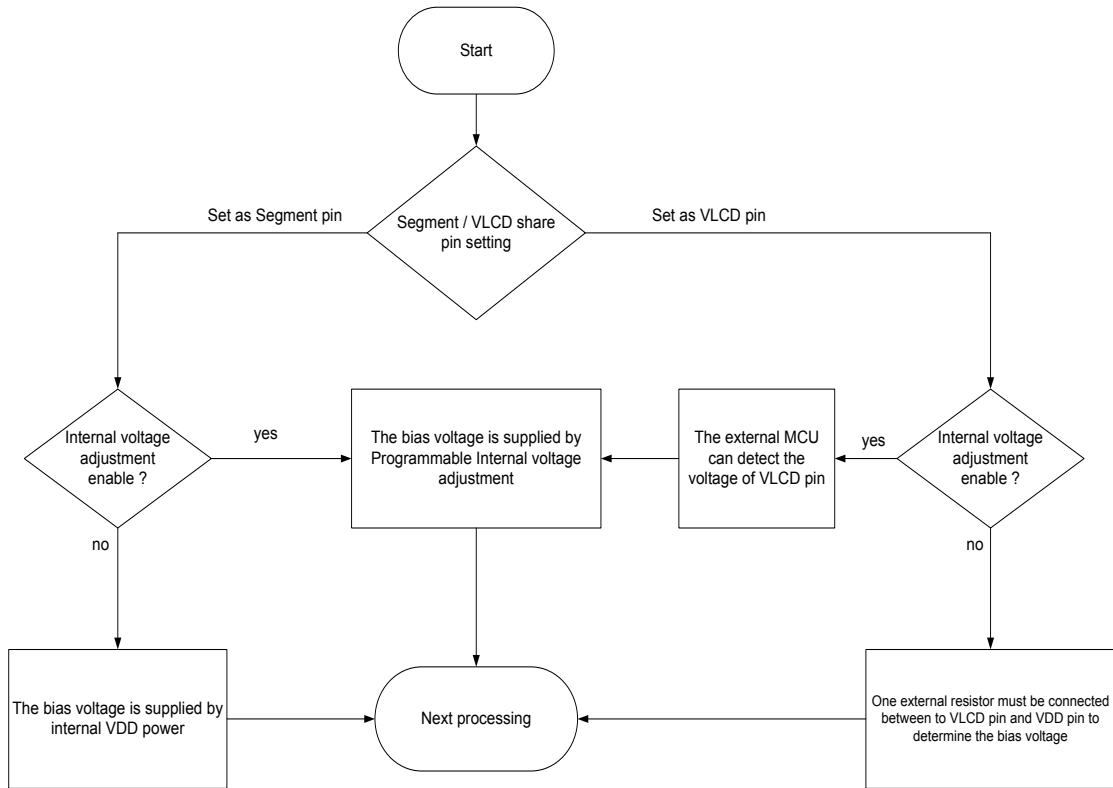 Start
Set as Segment pin
Segment / VLCD share
pin setting
Set as VLCD pin
Internal voltage
adjustment
enable ?
yes
The bias voltage is supplied by
Programmable Internal voltage
adjustment
The external MCU
can detect the
voltage of VLCD pin
yes
Internal voltage
adjustment
enable ?
no
no
The bias voltage is supplied by
internal VDD power
Next processing
One external resistor must be connected
between to VLCD pin and VDD pin to
determine the bias voltage